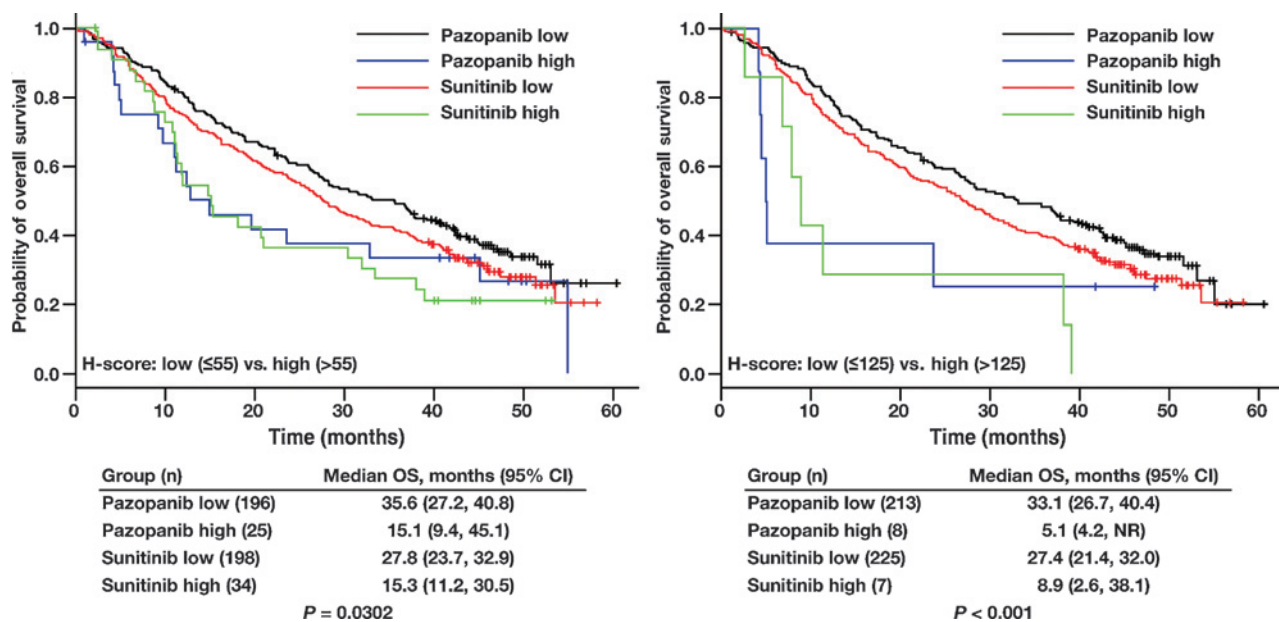 Probability of overall survival
1.0
0.8
0.6
0.4
0.2
0.0
Pazopanib low
Pazopanib high
Sunitinib low
Sunitinib high
H-score: low (≤55) vs. high (>55)
0 10 20 30 40 50 60
Time (months)
Group (n) Median OS, months (95% CI)
Pazopanib low (196) 35.6 (27.2, 40.8)
Pazopanib high (25) 15.1 (9.4, 45.1)
Sunitinib low (198) 27.8 (23.7, 32.9)
Sunitinib high (34) 15.3 (11.2, 30.5)
P = 0.0302
Probability of overall survival
1.0
0.8
0.6
0.4
0.2
0.0
Pazopanib low
Pazopanib high
Sunitinib low
Sunitinib high
H-score: low (≤125) vs. high (>125)
0 10 20 30 40 50 60
Time (months)
Group (n) Median OS, months (95% CI)
Pazopanib low (213) 33.1 (26.7, 40.4)
Pazopanib high (8) 5.1 (4.2, NR)
Sunitinib low (225) 27.4 (21.4, 32.0)
Sunitinib high (7) 8.9 (2.6, 38.1)
P < 0.001